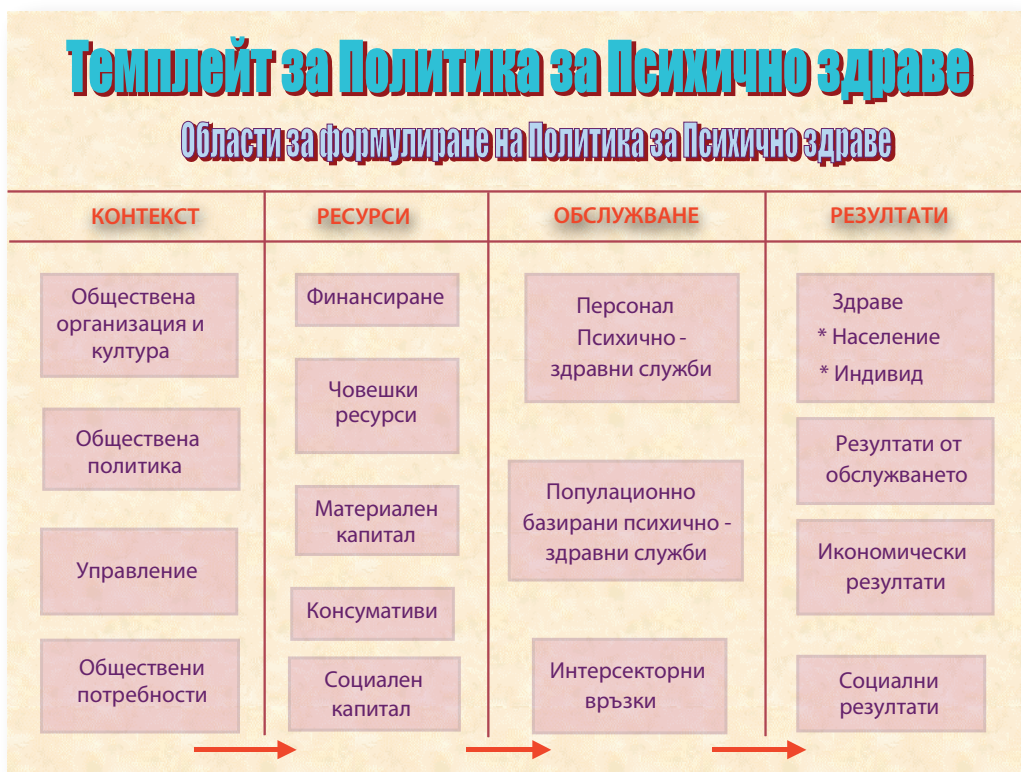 Темплейт за Политика за Психично здраве
Области за формулиране на Политика за Психично здраве
КОНТЕКСТ
РЕСУРСИ
ОБСЛУЖВАНЕ
РЕЗУЛТАТИ
Обществена
организация и
култура
Обществена
политика
Управление
Обществени
потребности
Финансиране
Човешки
ресурси
Материален
капитал
Консумативи
Социален
капитал
Персонал
Психично -
здравни служби
Популационно
базирани психично -
здравни служби
Интерсекторни
връзки
Здраве
* Население
* Индивид
Резултати от
обслужването
Икономически
резултати
Социални
резултати